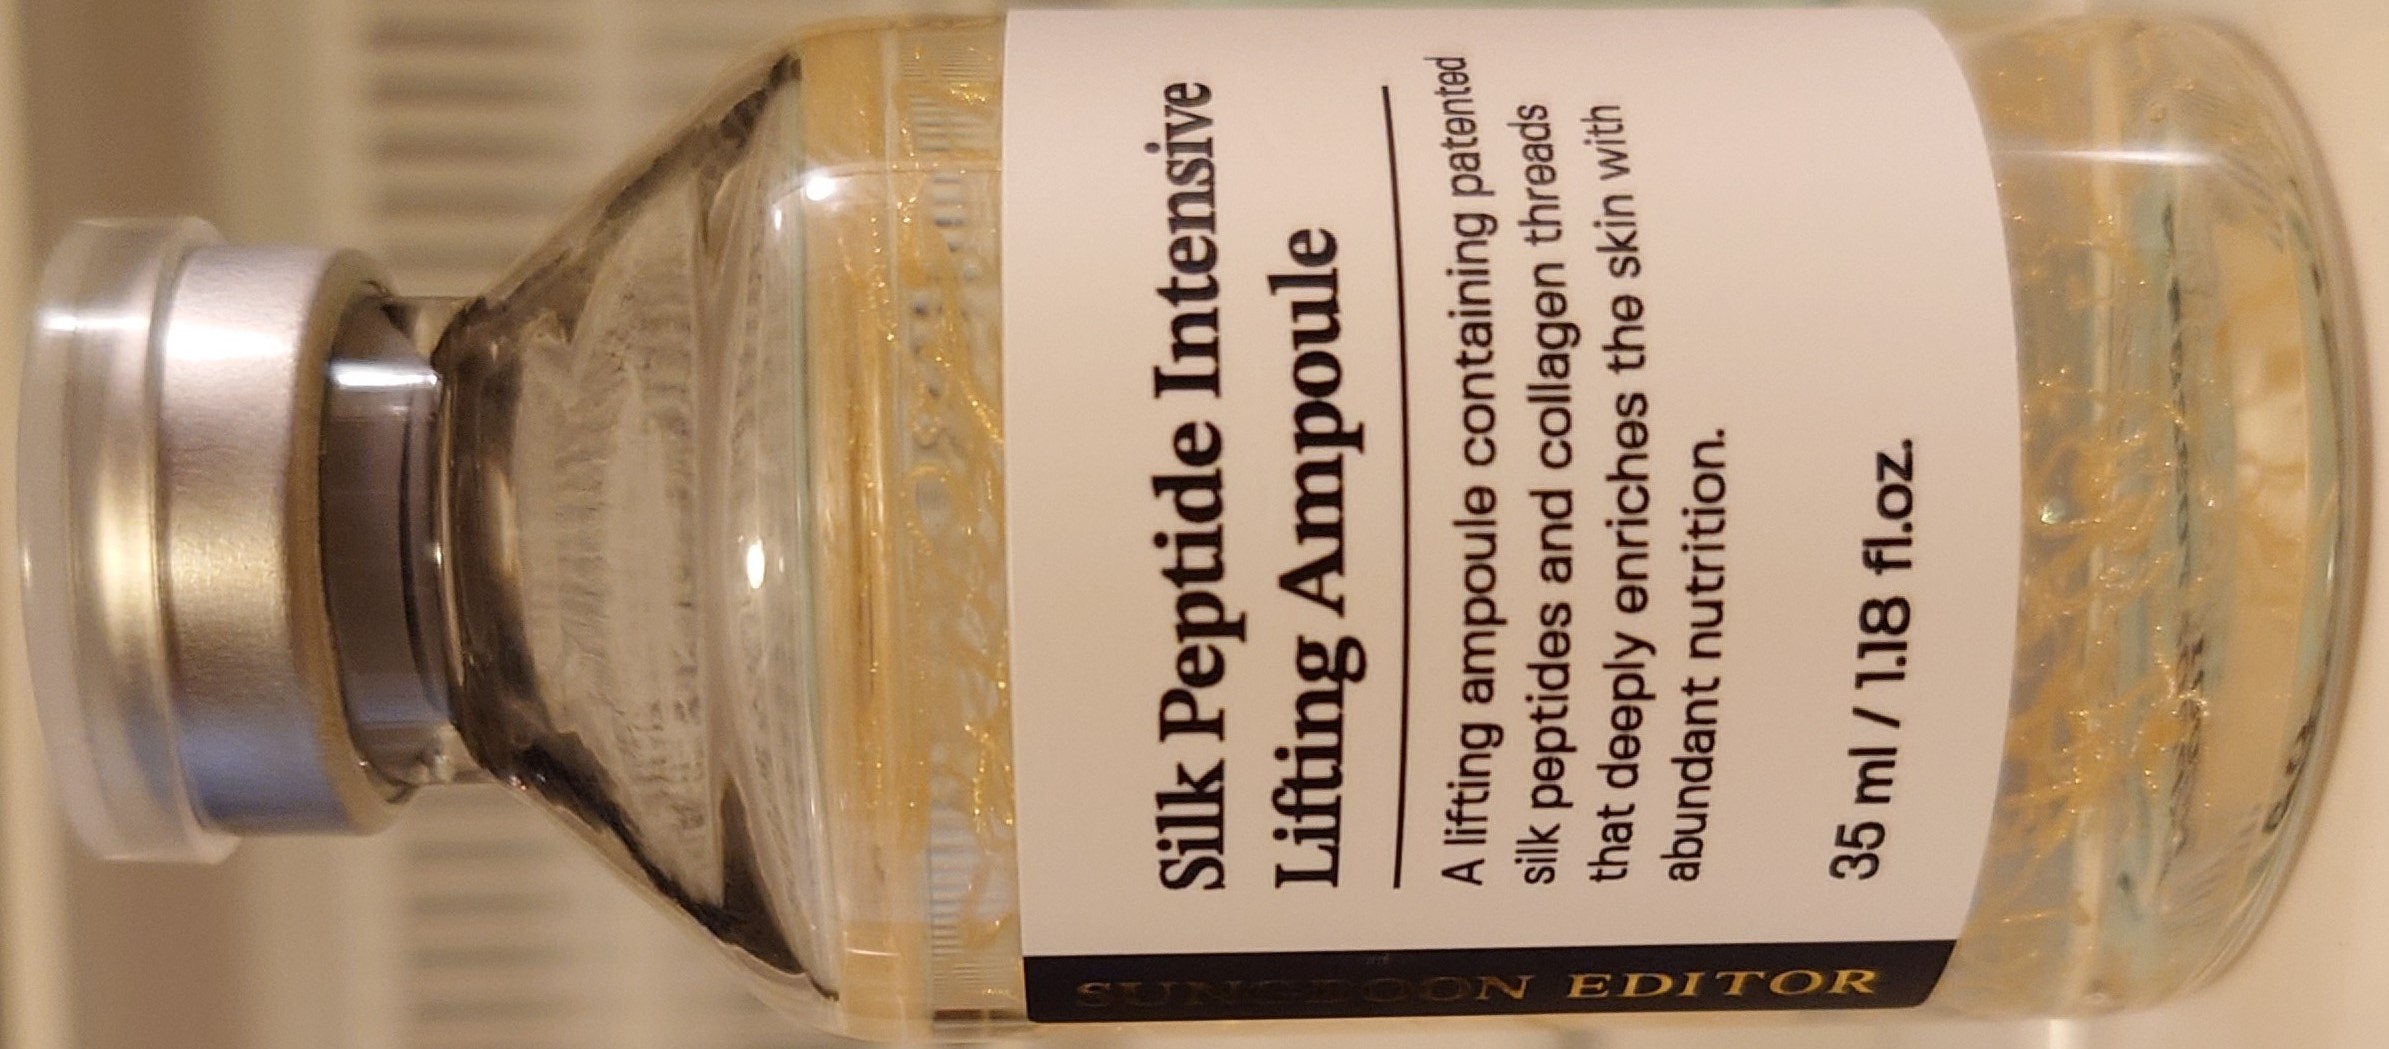 Silk Peptide Intensive
Lifting Ampoule
A lifting ampoule containing patented
silk peptides and collagen threads
that deeply enriches the skin with
abundant nutrition.
35 ml / 1.18 fl.oz.
SUNGBOON EDITOR